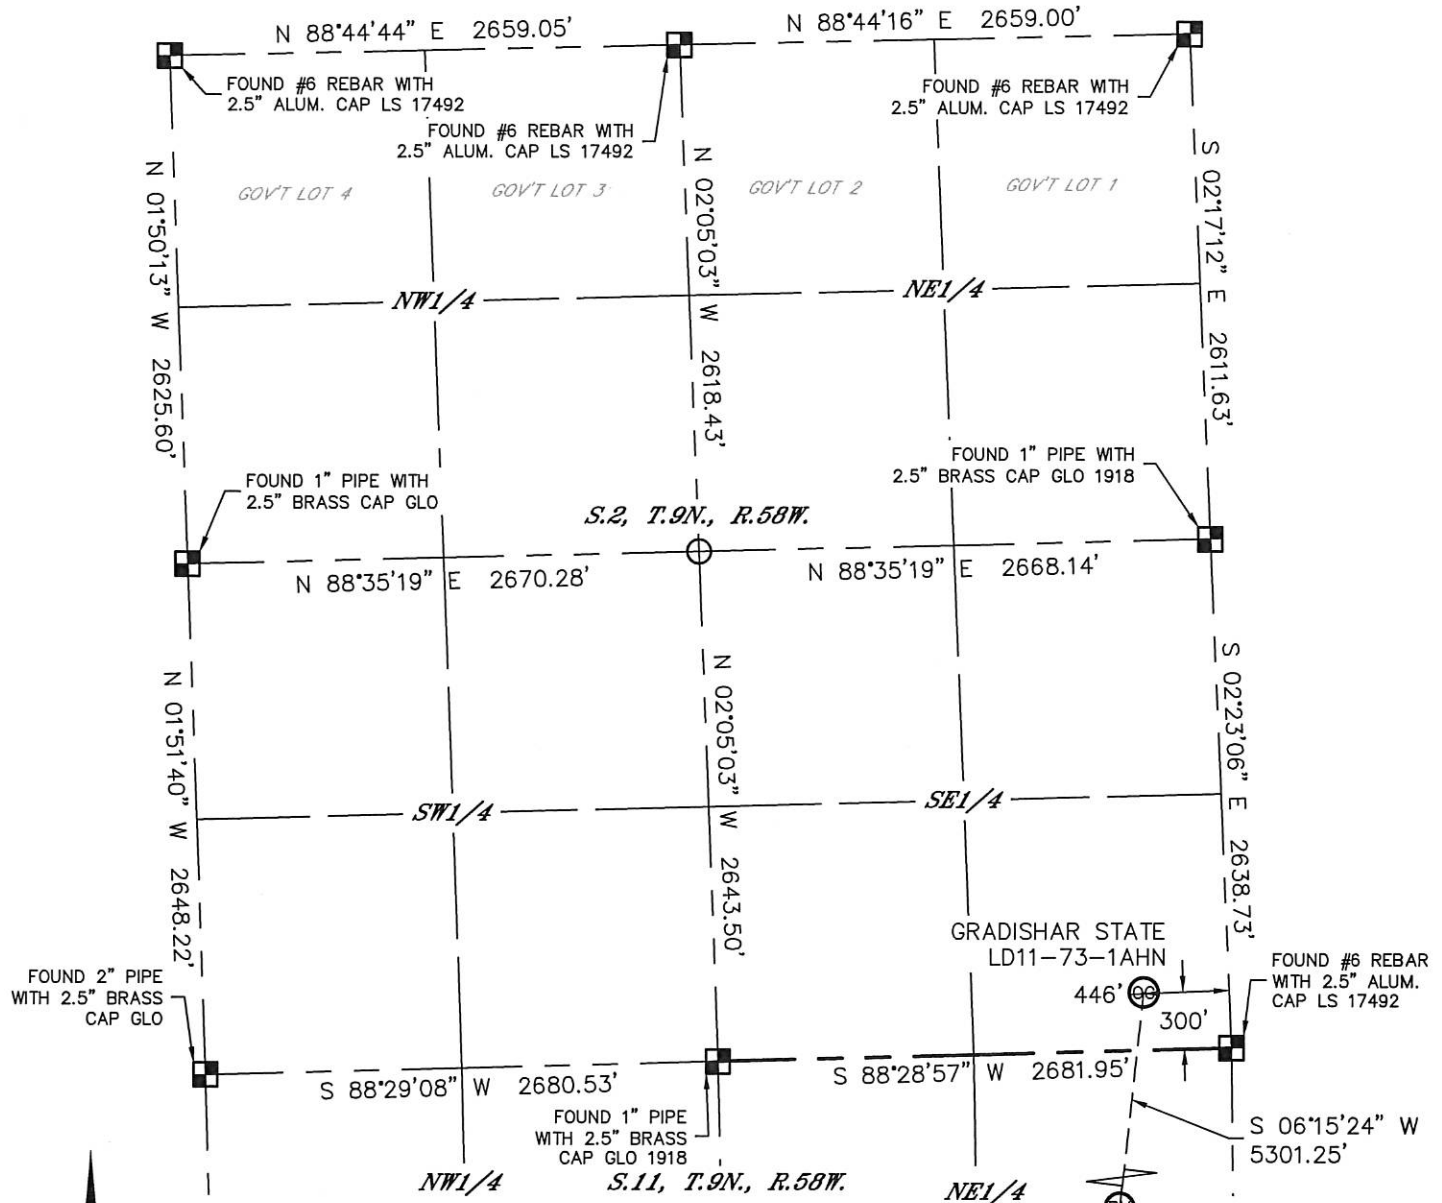 N 88°44'44" E 2659.05'
N 88°44'16" E 2659.00'
FOUND #6 REBAR WITH
2.5" ALUM. CAP LS 17492
FOUND #6 REBAR WITH
2.5" ALUM. CAP LS 17492
FOUND #6 REBAR WITH
2.5" ALUM. CAP LS 17492
N 01°50'13" W 2625.60'
GOV'T LOT 4
GOV'T LOT 3
N 02°05'03" W 2618.43'
GOV'T LOT 2
GOV'T LOT 1
S 02°17'12" E 2611.63'
NW1/4
NE1/4
FOUND 1" PIPE WITH
2.5" BRASS CAP GLO
FOUND 1" PIPE WITH
2.5" BRASS CAP GLO 1918
S.2, T.9N., R.58W.
N 88°35'19" E 2670.28'
N 88°35'19" E 2668.14'
N 01°51'40" W 2648.22'
N 02°05'03" W 2643.50'
S 02°23'06" E 2638.73'
SW1/4
SE1/4
GRADISHAR STATE
LD11-73-1AHN
446'
300'
FOUND 2" PIPE
WITH 2.5" BRASS
CAP GLO
FOUND #6 REBAR
WITH 2.5" ALUM.
CAP LS 17492
S 88°29'08" W 2680.53'
S 88°28'57" W 2681.95'
FOUND 1" PIPE
WITH 2.5" BRASS
CAP GLO 1918
S 06°15'24" W
5301.25'
NW1/4
S.11, T.9N., R.58W.
NE1/4